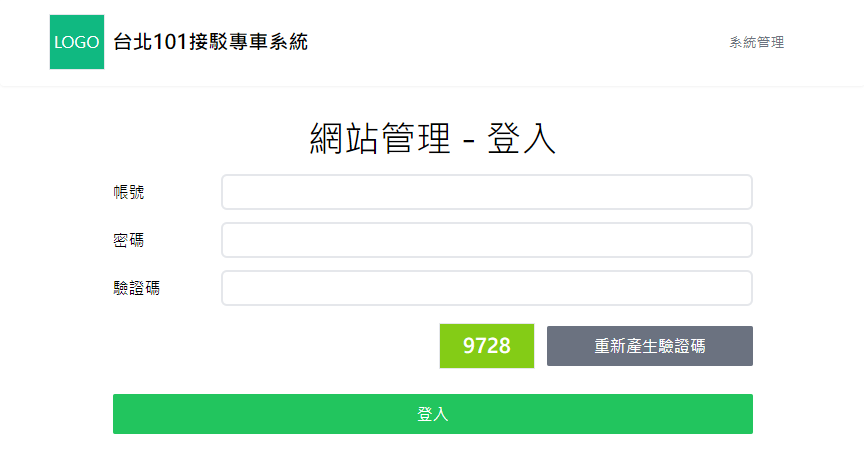 LOGO 台北101接駁專車系統 系統管理
網站管理 - 登入
帳號
密碼
驗證碼
9728 重新產生驗證碼
登入